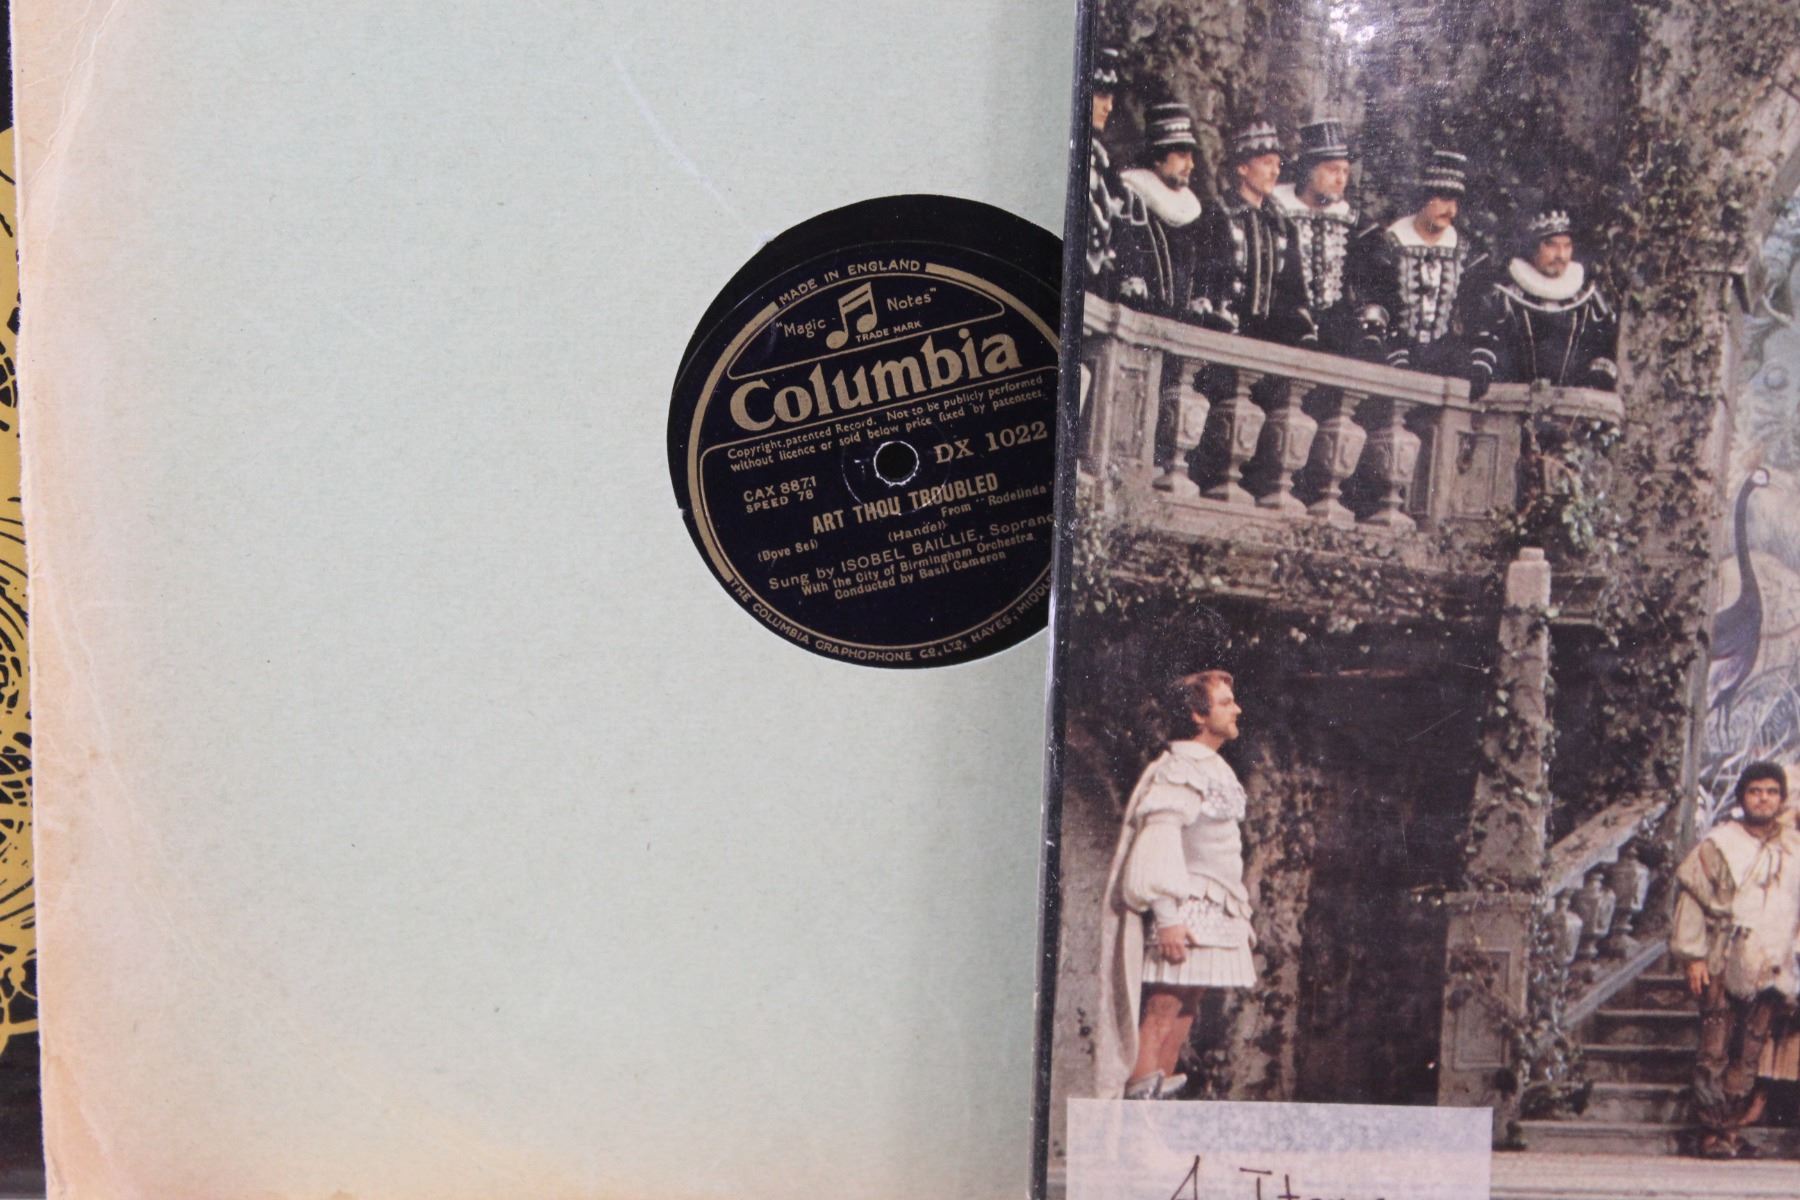 MADE IN ENGLAND
"Magic Notes"
TRADE MARK
Columbia
Copyright, patented Record. Not to be publicly performed
without licence or sold below price fixed by patentees.
DX 1022
CAX 8871
SPEED 78
ART THOU TROUBLED
From "Rodelinda
(Dove Sei) (Handel)
Sung by ISOBEL BAILLIE, Soprano
With the City of Birmingham Orchestra
Conducted by Basil Cameron
THE COLUMBIA GRAPHOPHONE CO. LTD. HAYES, MIDDL